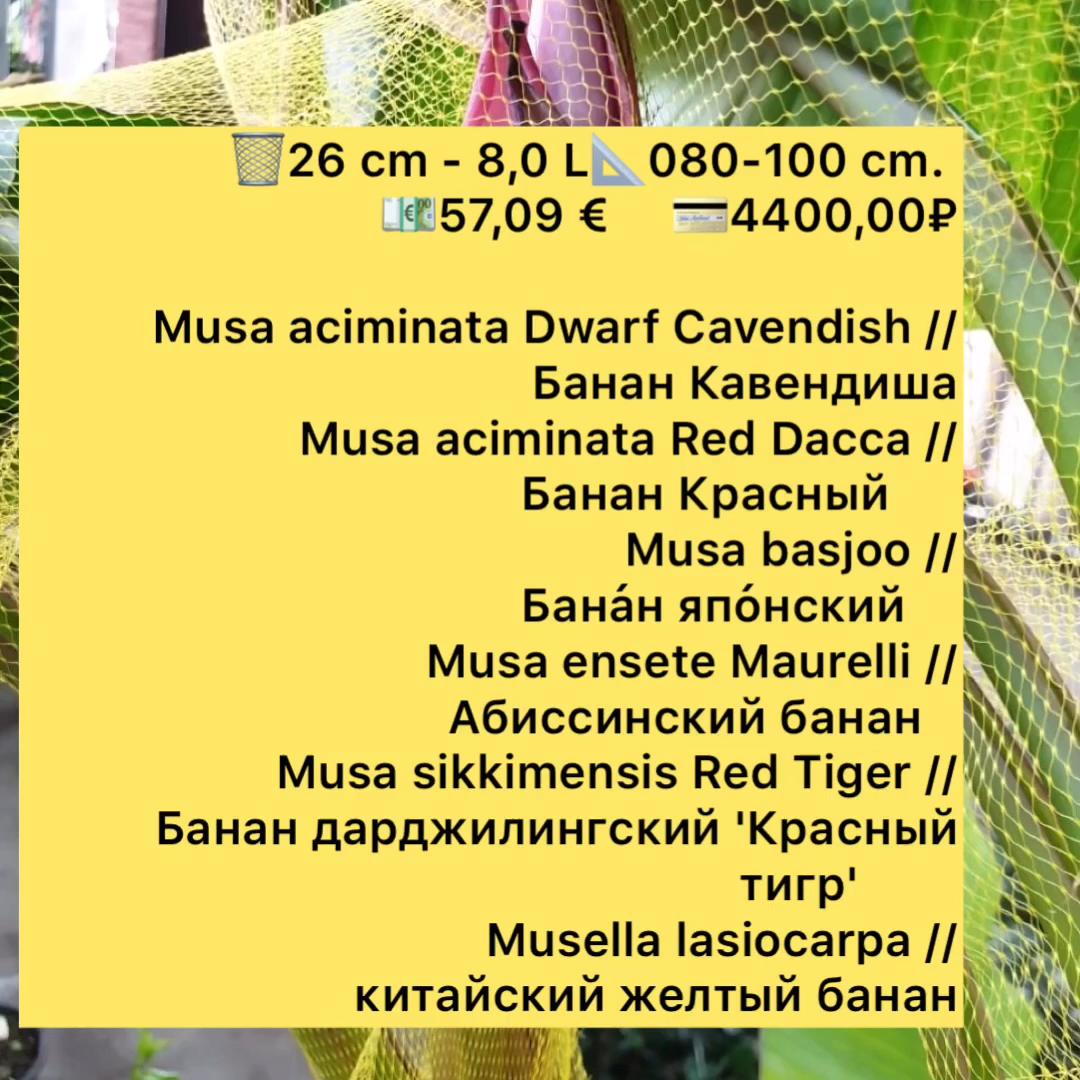 🗑️26 cm - 8,0 L📐080-100 cm.
💶57,09 € 💳4400,00₽
Musa aciminata Dwarf Cavendish //
Банан Кавендиша
Musa aciminata Red Dacca //
Банан Красный
Musa basjoo //
Бана́н япо́нский
Musa ensete Maurelli //
Абиссинский банан
Musa sikkimensis Red Tiger //
Банан дарджилингский 'Красный
тигр'
Musella lasiocarpa //
китайский желтый банан